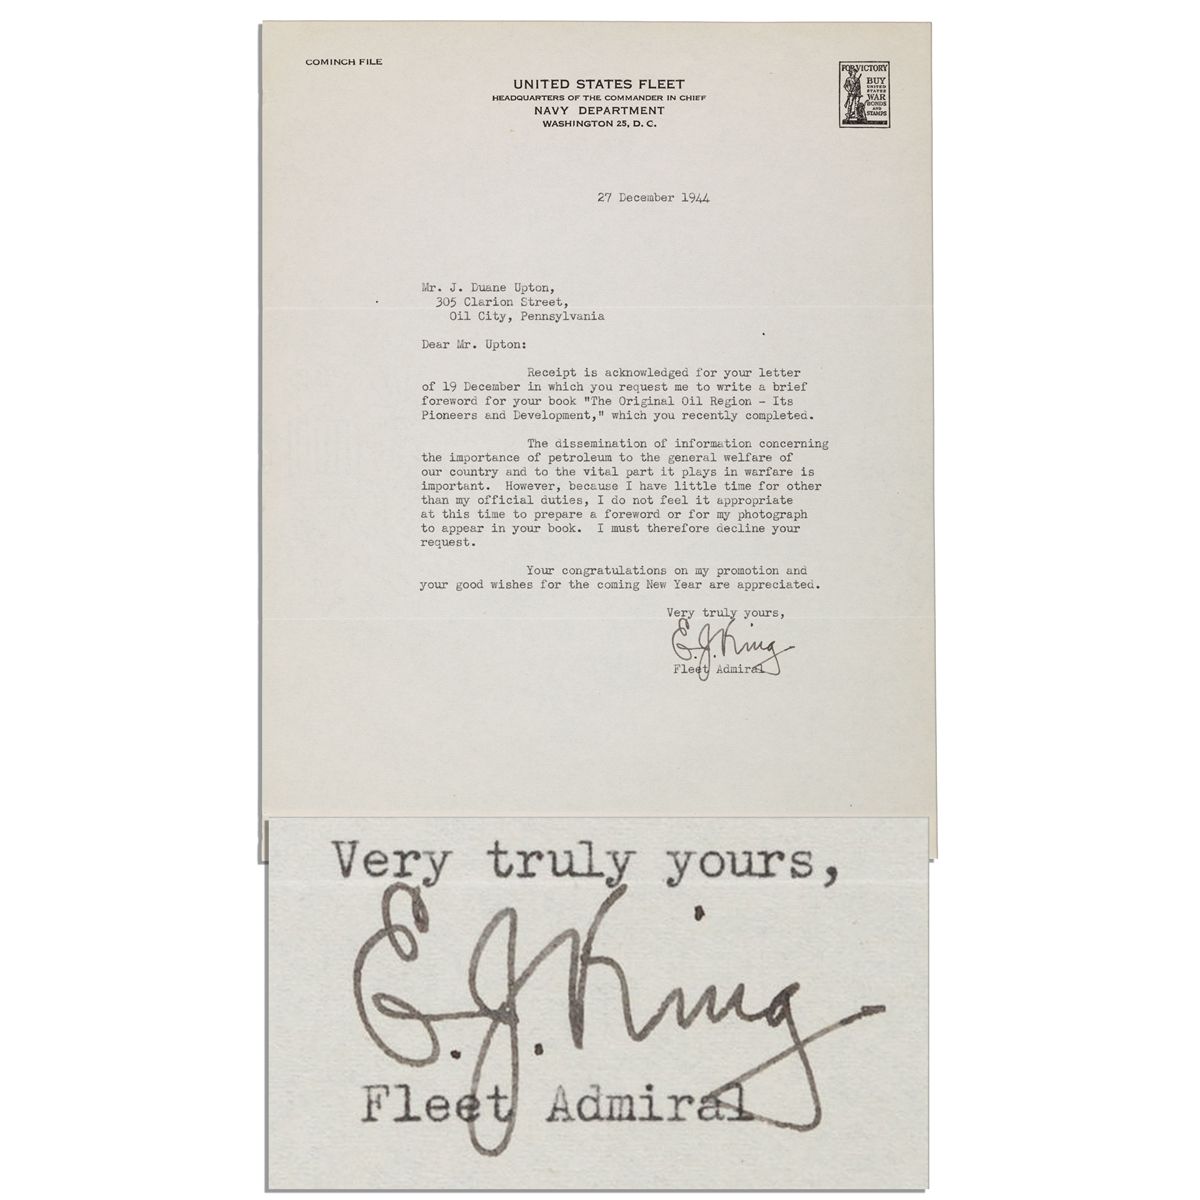 COMINCH FILE
UNITED STATES FLEET
HEADQUARTERS OF THE COMMANDER IN CHIEF
NAVY DEPARTMENT
WASHINGTON 25, D. C.
FOR VICTORY
BUY
UNITED
STATES
WAR
BONDS
AND
STAMPS
27 December 1944
Mr. J. Duane Upton,
305 Clarion Street,
Oil City, Pennsylvania
Dear Mr. Upton:
Receipt is acknowledged for your letter
of 19 December in which you request me to write a brief
foreword for your book "The Original Oil Region - Its
Pioneers and Development," which you recently completed.
The dissemination of information concerning
the importance of petroleum to the general welfare of
our country and to the vital part it plays in warfare is
important. However, because I have little time for other
than my official duties, I do not feel it appropriate
at this time to prepare a foreword or for my photograph
to appear in your book. I must therefore decline your
request.
Your congratulations on my promotion and
your good wishes for the coming New Year are appreciated.
Very truly yours,
E. J. King
Fleet Admiral
Very truly yours,
E. J. King
Fleet Admiral